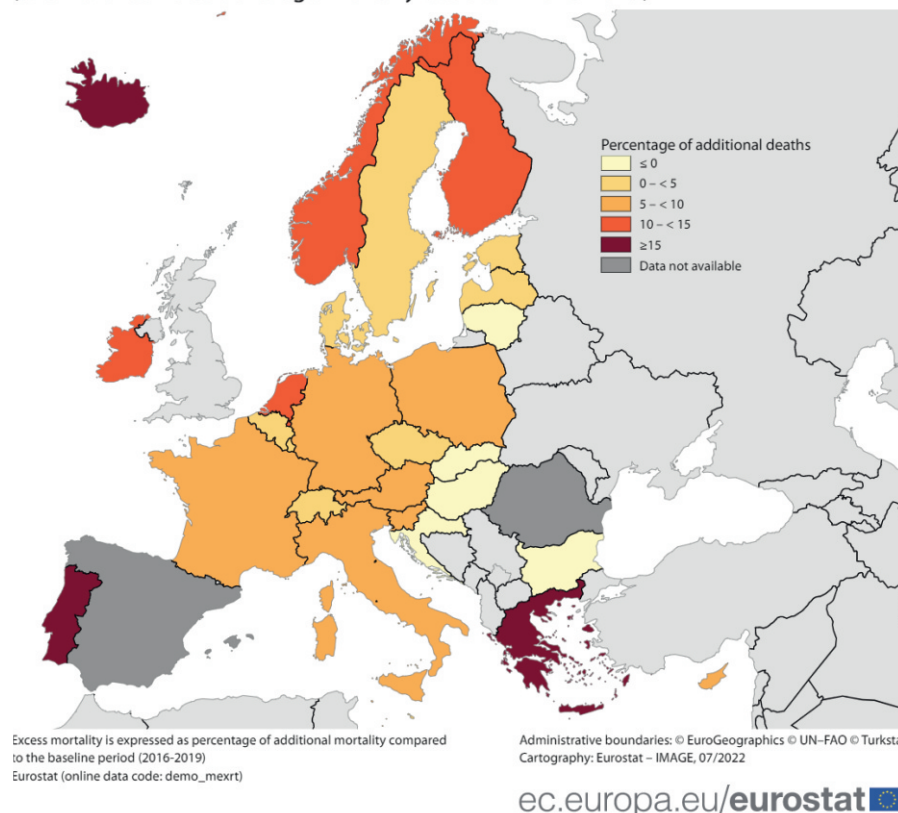 Percentage of additional deaths
≤ 0
0 – < 5
5 – < 10
10 – < 15
≥15
Data not available
Excess mortality is expressed as percentage of additional mortality compared
to the baseline period (2016-2019)
Eurostat (online data code: demo_mexrt)
Administrative boundaries: © EuroGeographics © UN–FAO © Turksta
Cartography: Eurostat – IMAGE, 07/2022
ec.europa.eu/eurostat